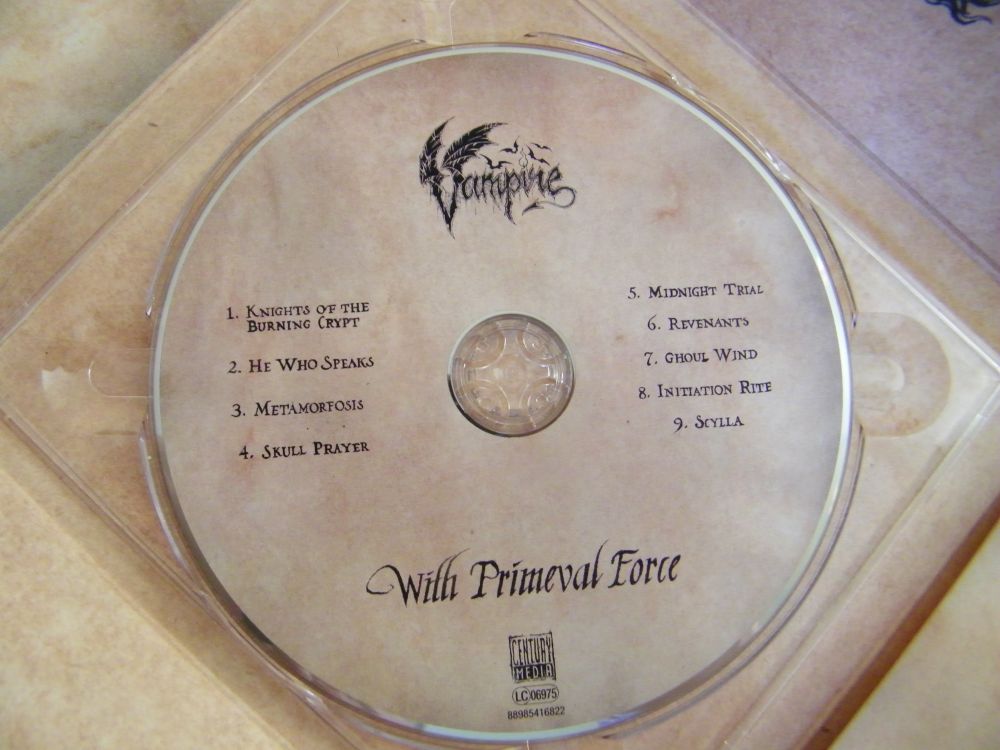 Vampire
1. Knights of the
Burning Crypt
2. He Who Speaks
3. Metamorfosis
4. Skull Prayer
5. Midnight Trial
6. Revenants
7. Ghoul Wind
8. Initiation Rite
9. Scylla
With Primeval Force
CENTURY
MEDIA
LC 06975
88985416822